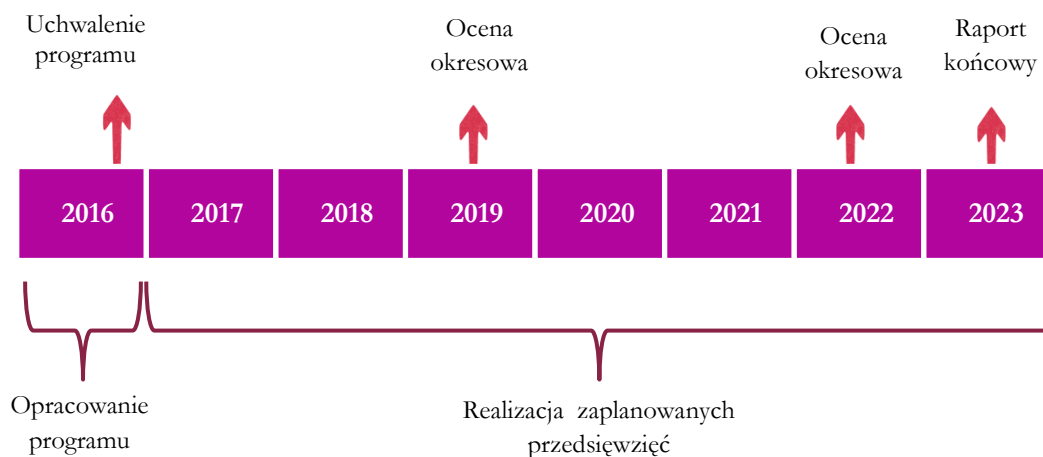 Uchwalenie
programu
Ocena
okresowa
Ocena
okresowa
Raport
końcowy
2016
2017
2018
2019
2020
2021
2022
2023
Opracowanie
programu
Realizacja zaplanowanych
przedsięwzięć